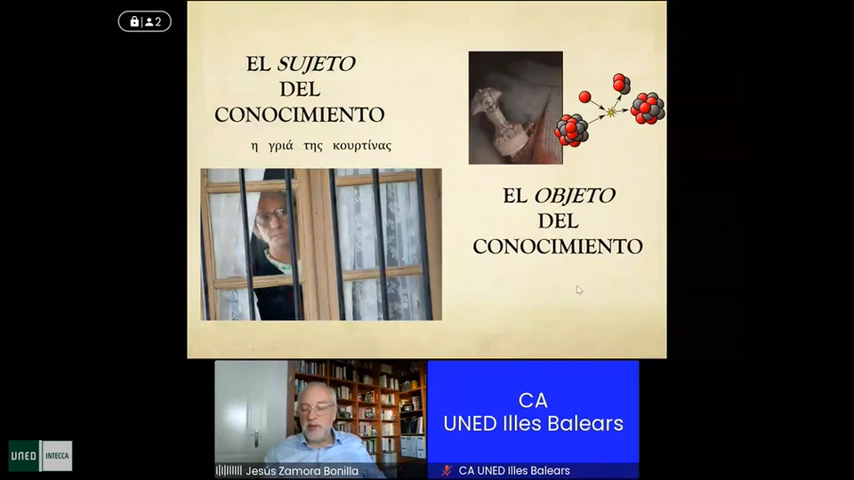 2
EL SUJETO
DEL
CONOCIMIENTO
η γριά της κουρτίνας
EL OBJETO
DEL
CONOCIMIENTO
CA
UNED Illes Balears
Jesús Zamora Bonilla
CA UNED Illes Balears
UNED INTECCA